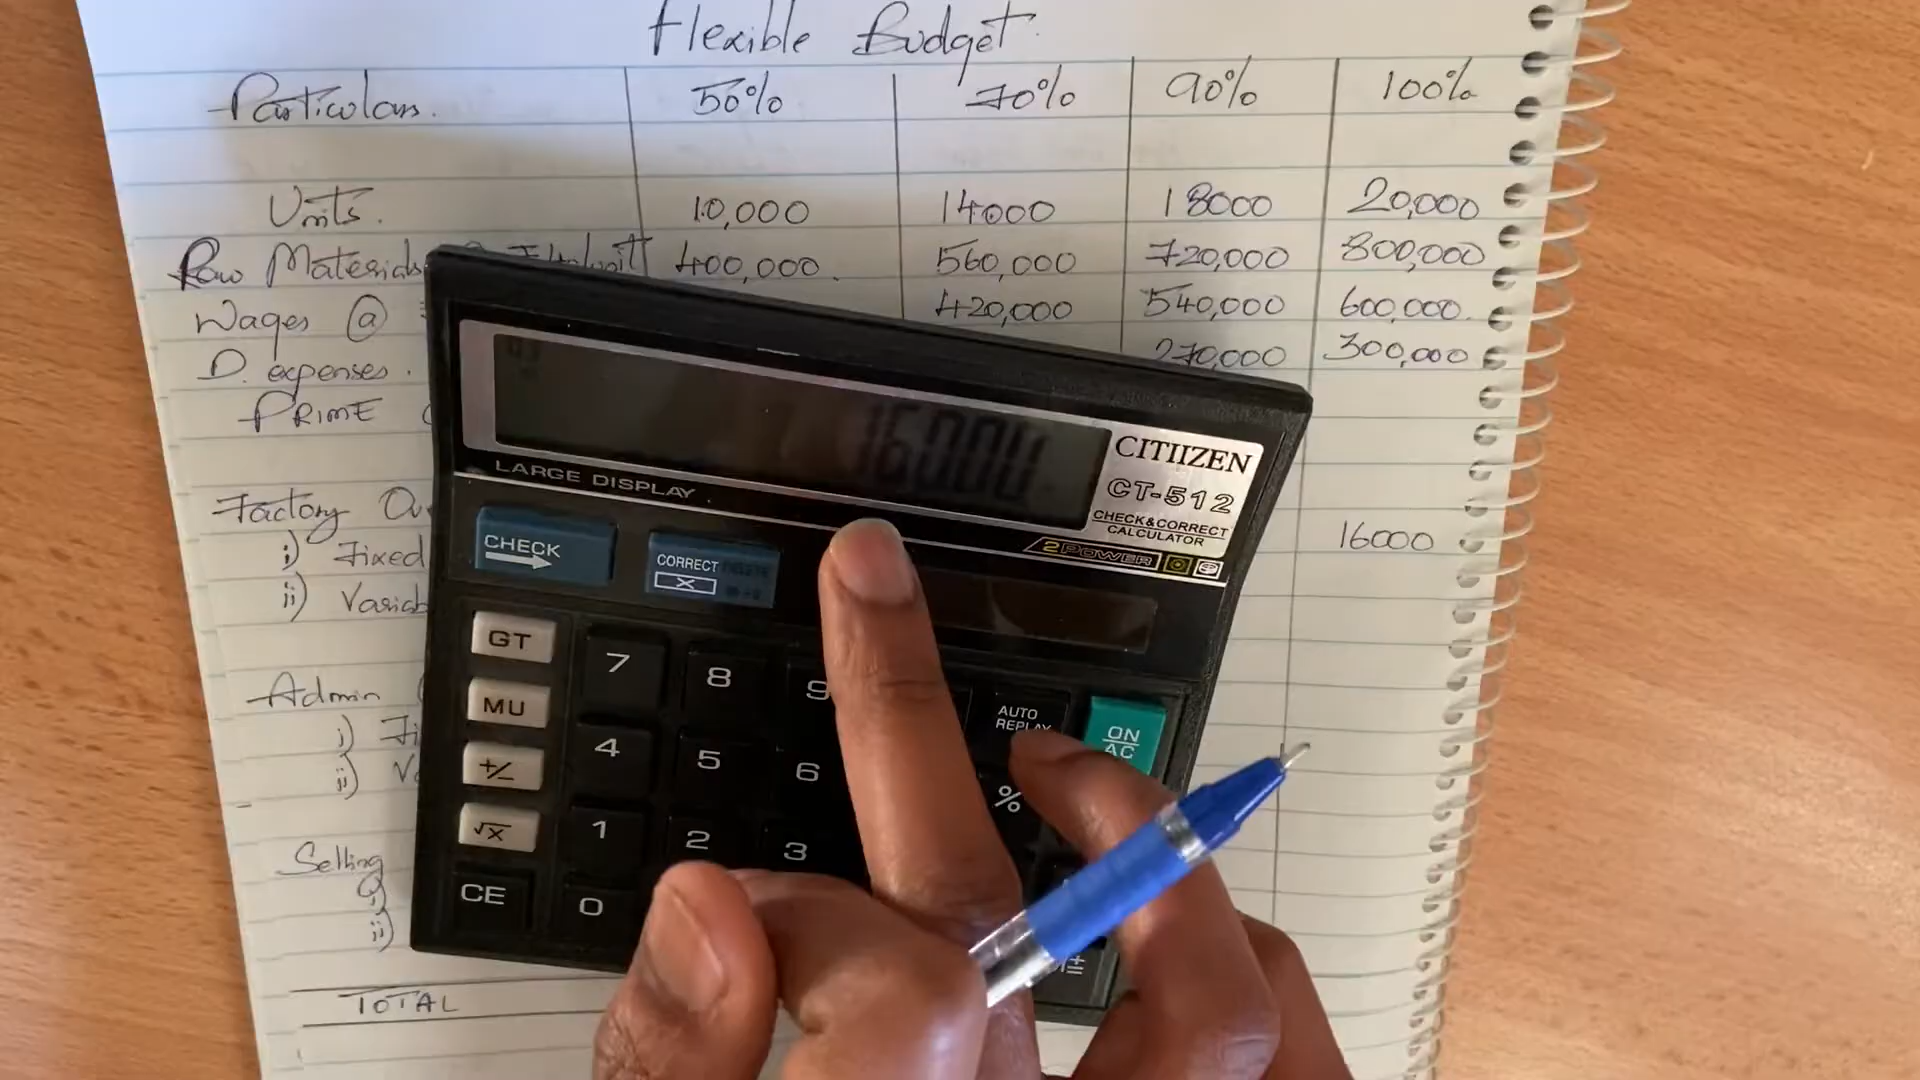 Flexible Budget
Particulars. 50% 70% 90% 100%
Units. 10,000 14000 18000 20,000
Raw Materials 400,000. 560,000 720,000 800,000
Wages @ 420,000 540,000 600,000.
D. expenses. 270,000 300,000
PRIME
Factory
i) Fixed 16000
ii)
Admin
i)
ii)
Selling
i)
ii)
TOTAL
16000
CITIIZEN
CT-512
CHECK&CORRECT
CALCULATOR
2POWER
LARGE DISPLAY
CHECK CORRECT
X
GT 7 8 9 AUTO REPLAY ON/AC
MU 4 5 6 %
+/− 1 2 3
√x 0
CE